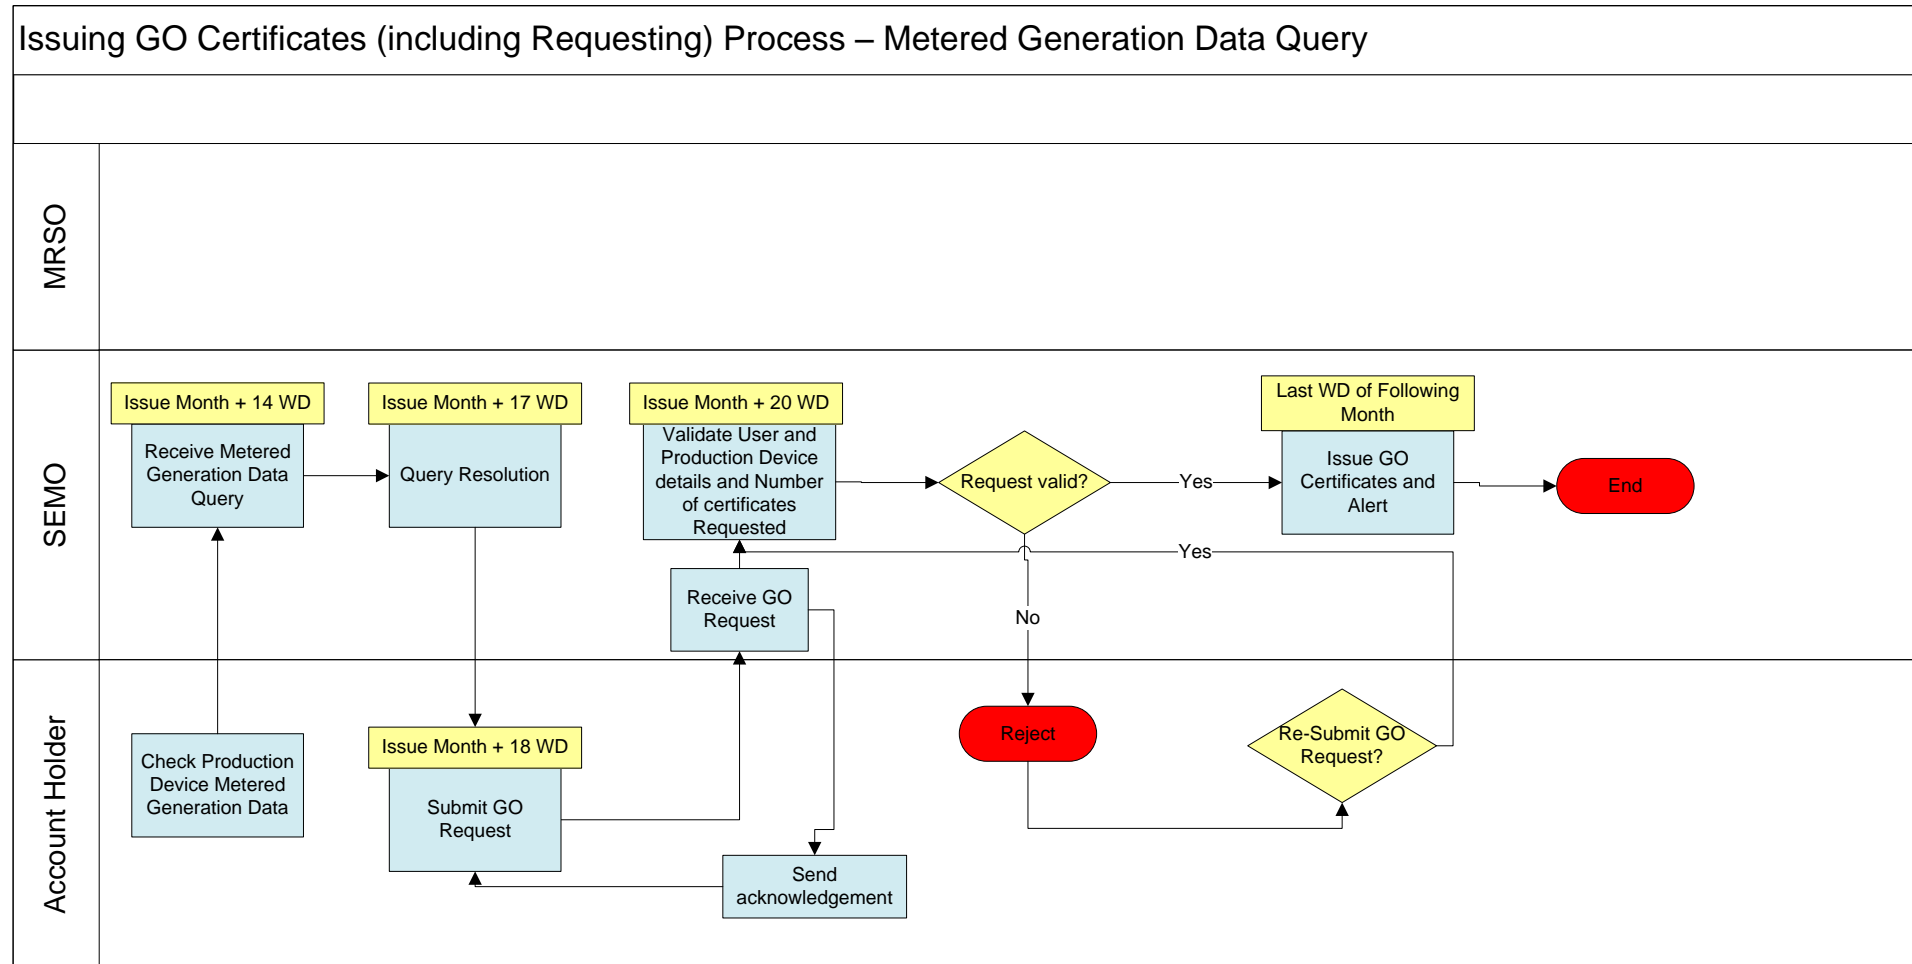 Issuing GO Certificates (including Requesting) Process – Metered Generation Data Query
MRSO
SEMO
Issue Month + 14 WD
Receive Metered
Generation Data
Query
Issue Month + 17 WD
Query Resolution
Issue Month + 20 WD
Validate User and
Production Device
details and Number
of certificates
Requested
Request valid?
Yes
Last WD of Following
Month
Issue GO
Certificates and
Alert
End
Yes
Receive GO
Request
No
Account Holder
Check Production
Device Metered
Generation Data
Issue Month + 18 WD
Submit GO
Request
Send
acknowledgement
Reject
Re-Submit GO
Request?